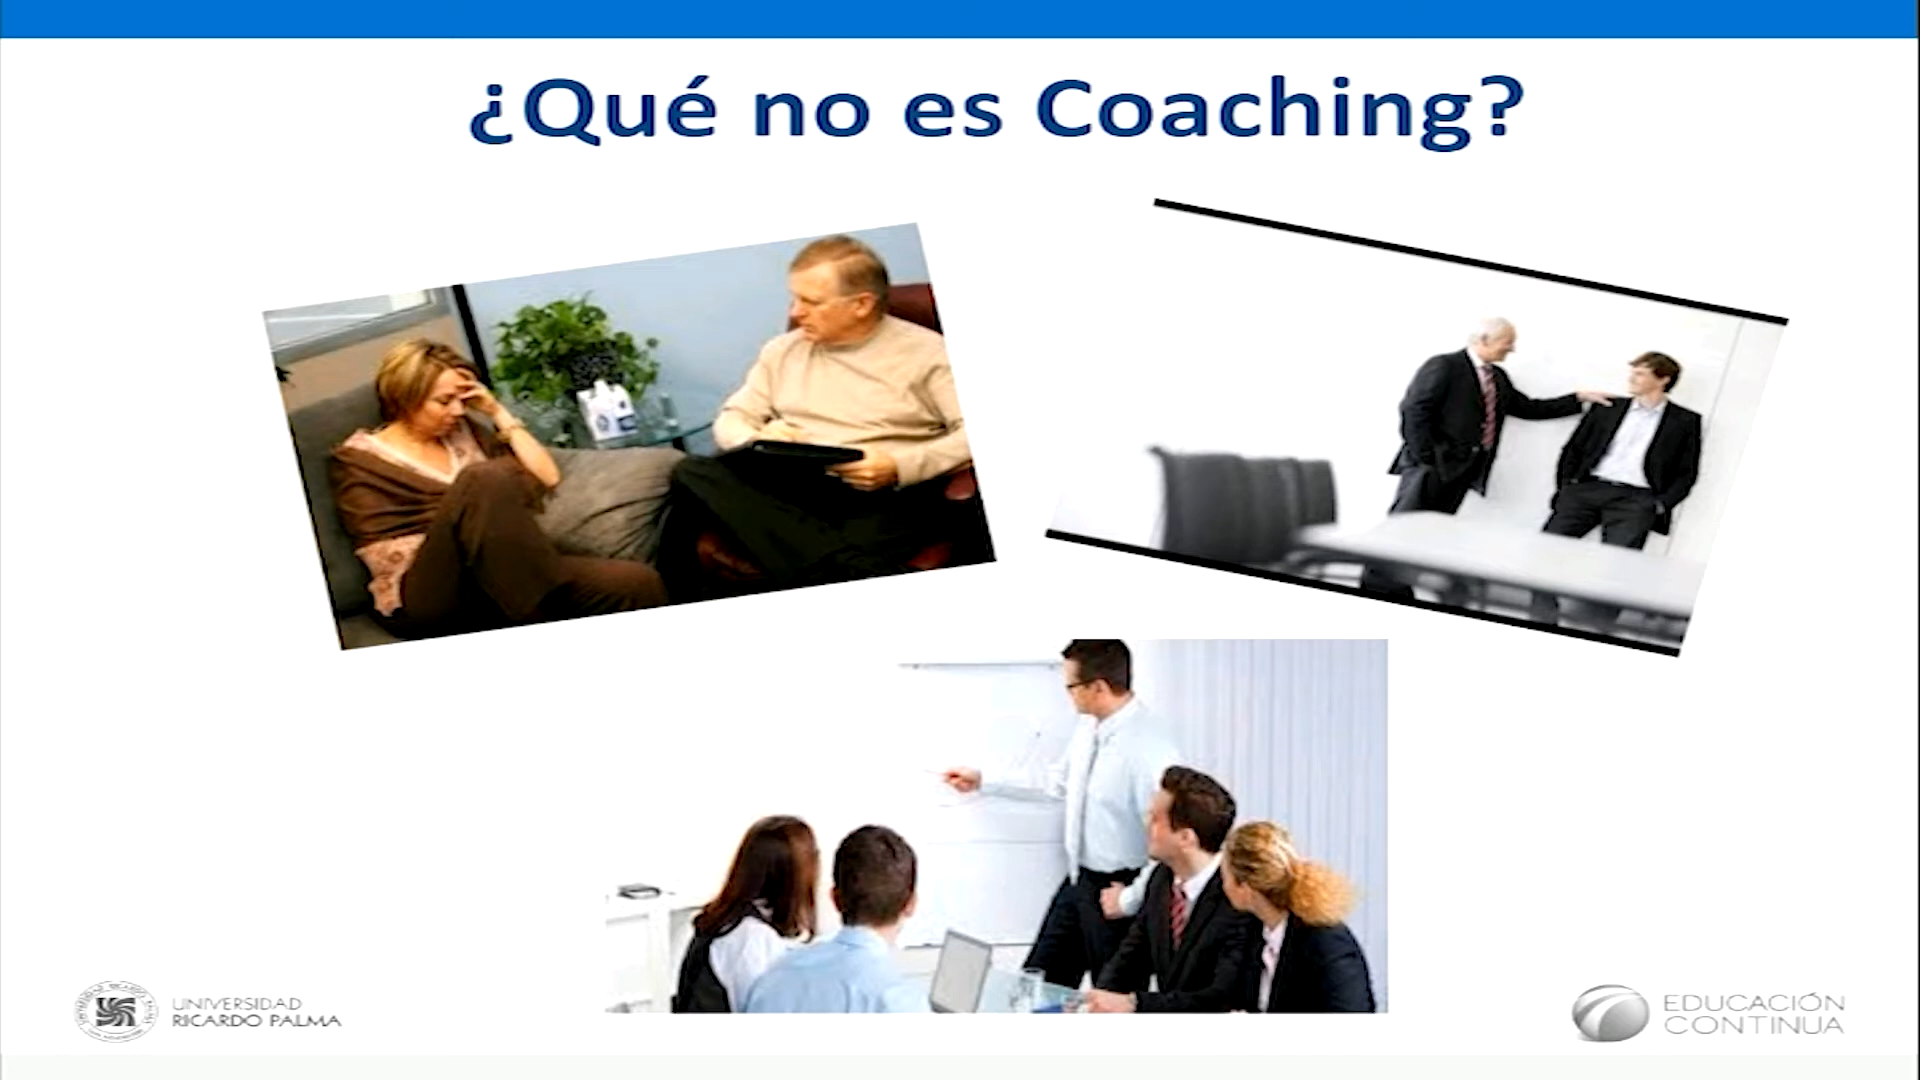 ¿Qué no es Coaching?
UNIVERSIDAD
RICARDO PALMA
EDUCACIÓN
CONTINUA